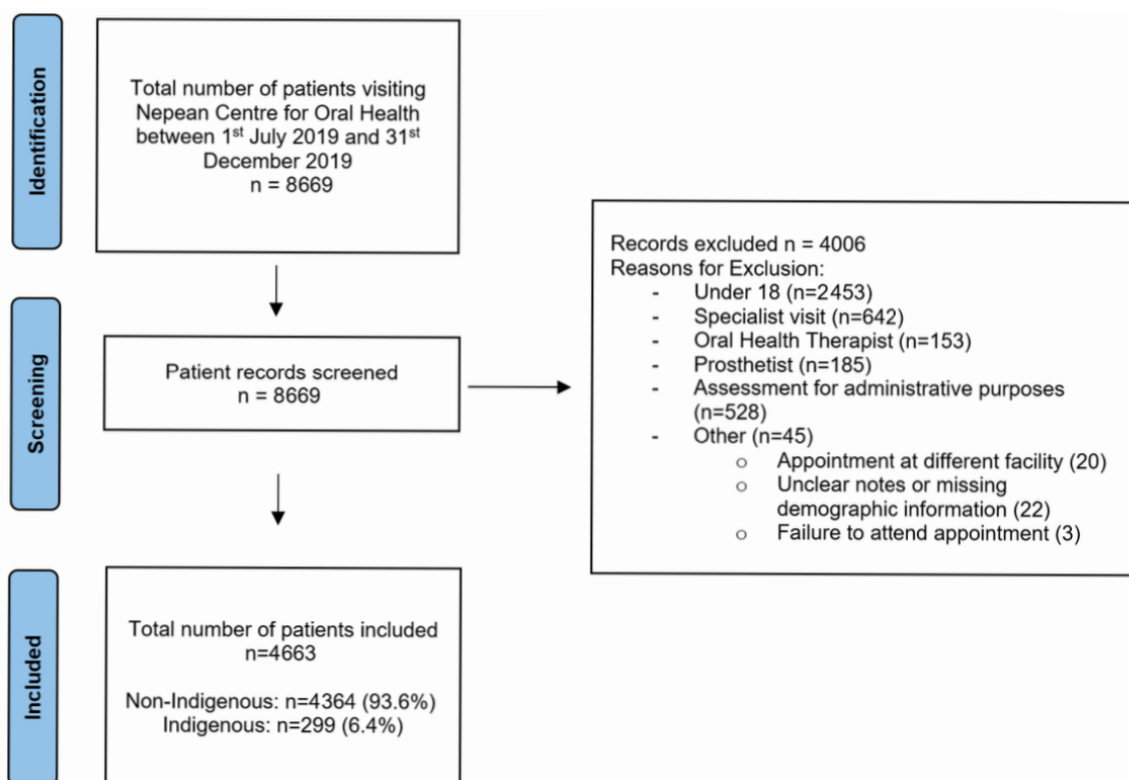 Identification
Total number of patients visiting
Nepean Centre for Oral Health
between 1st July 2019 and 31st
December 2019
n = 8669
Screening
Patient records screened
n = 8669
Records excluded n = 4006
Reasons for Exclusion:
- Under 18 (n=2453)
- Specialist visit (n=642)
- Oral Health Therapist (n=153)
- Prosthetist (n=185)
- Assessment for administrative purposes
(n=528)
- Other (n=45)
o Appointment at different facility (20)
o Unclear notes or missing
demographic information (22)
o Failure to attend appointment (3)
Included
Total number of patients included
n=4663
Non-Indigenous: n=4364 (93.6%)
Indigenous: n=299 (6.4%)